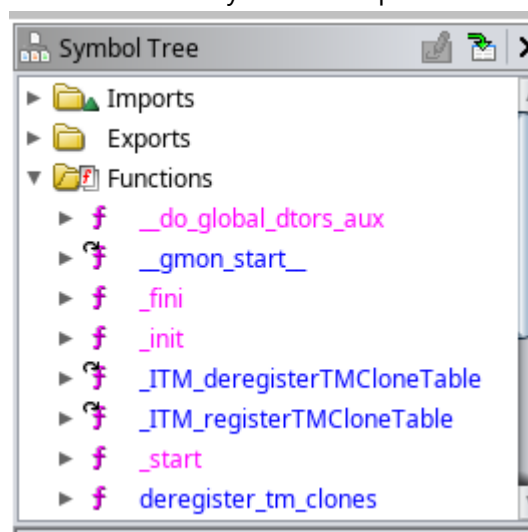 Symbol Tree
Imports
Exports
Functions
__do_global_dtors_aux
__gmon_start__
_fini
_init
_ITM_deregisterTMCloneTable
_ITM_registerTMCloneTable
_start
deregister_tm_clones